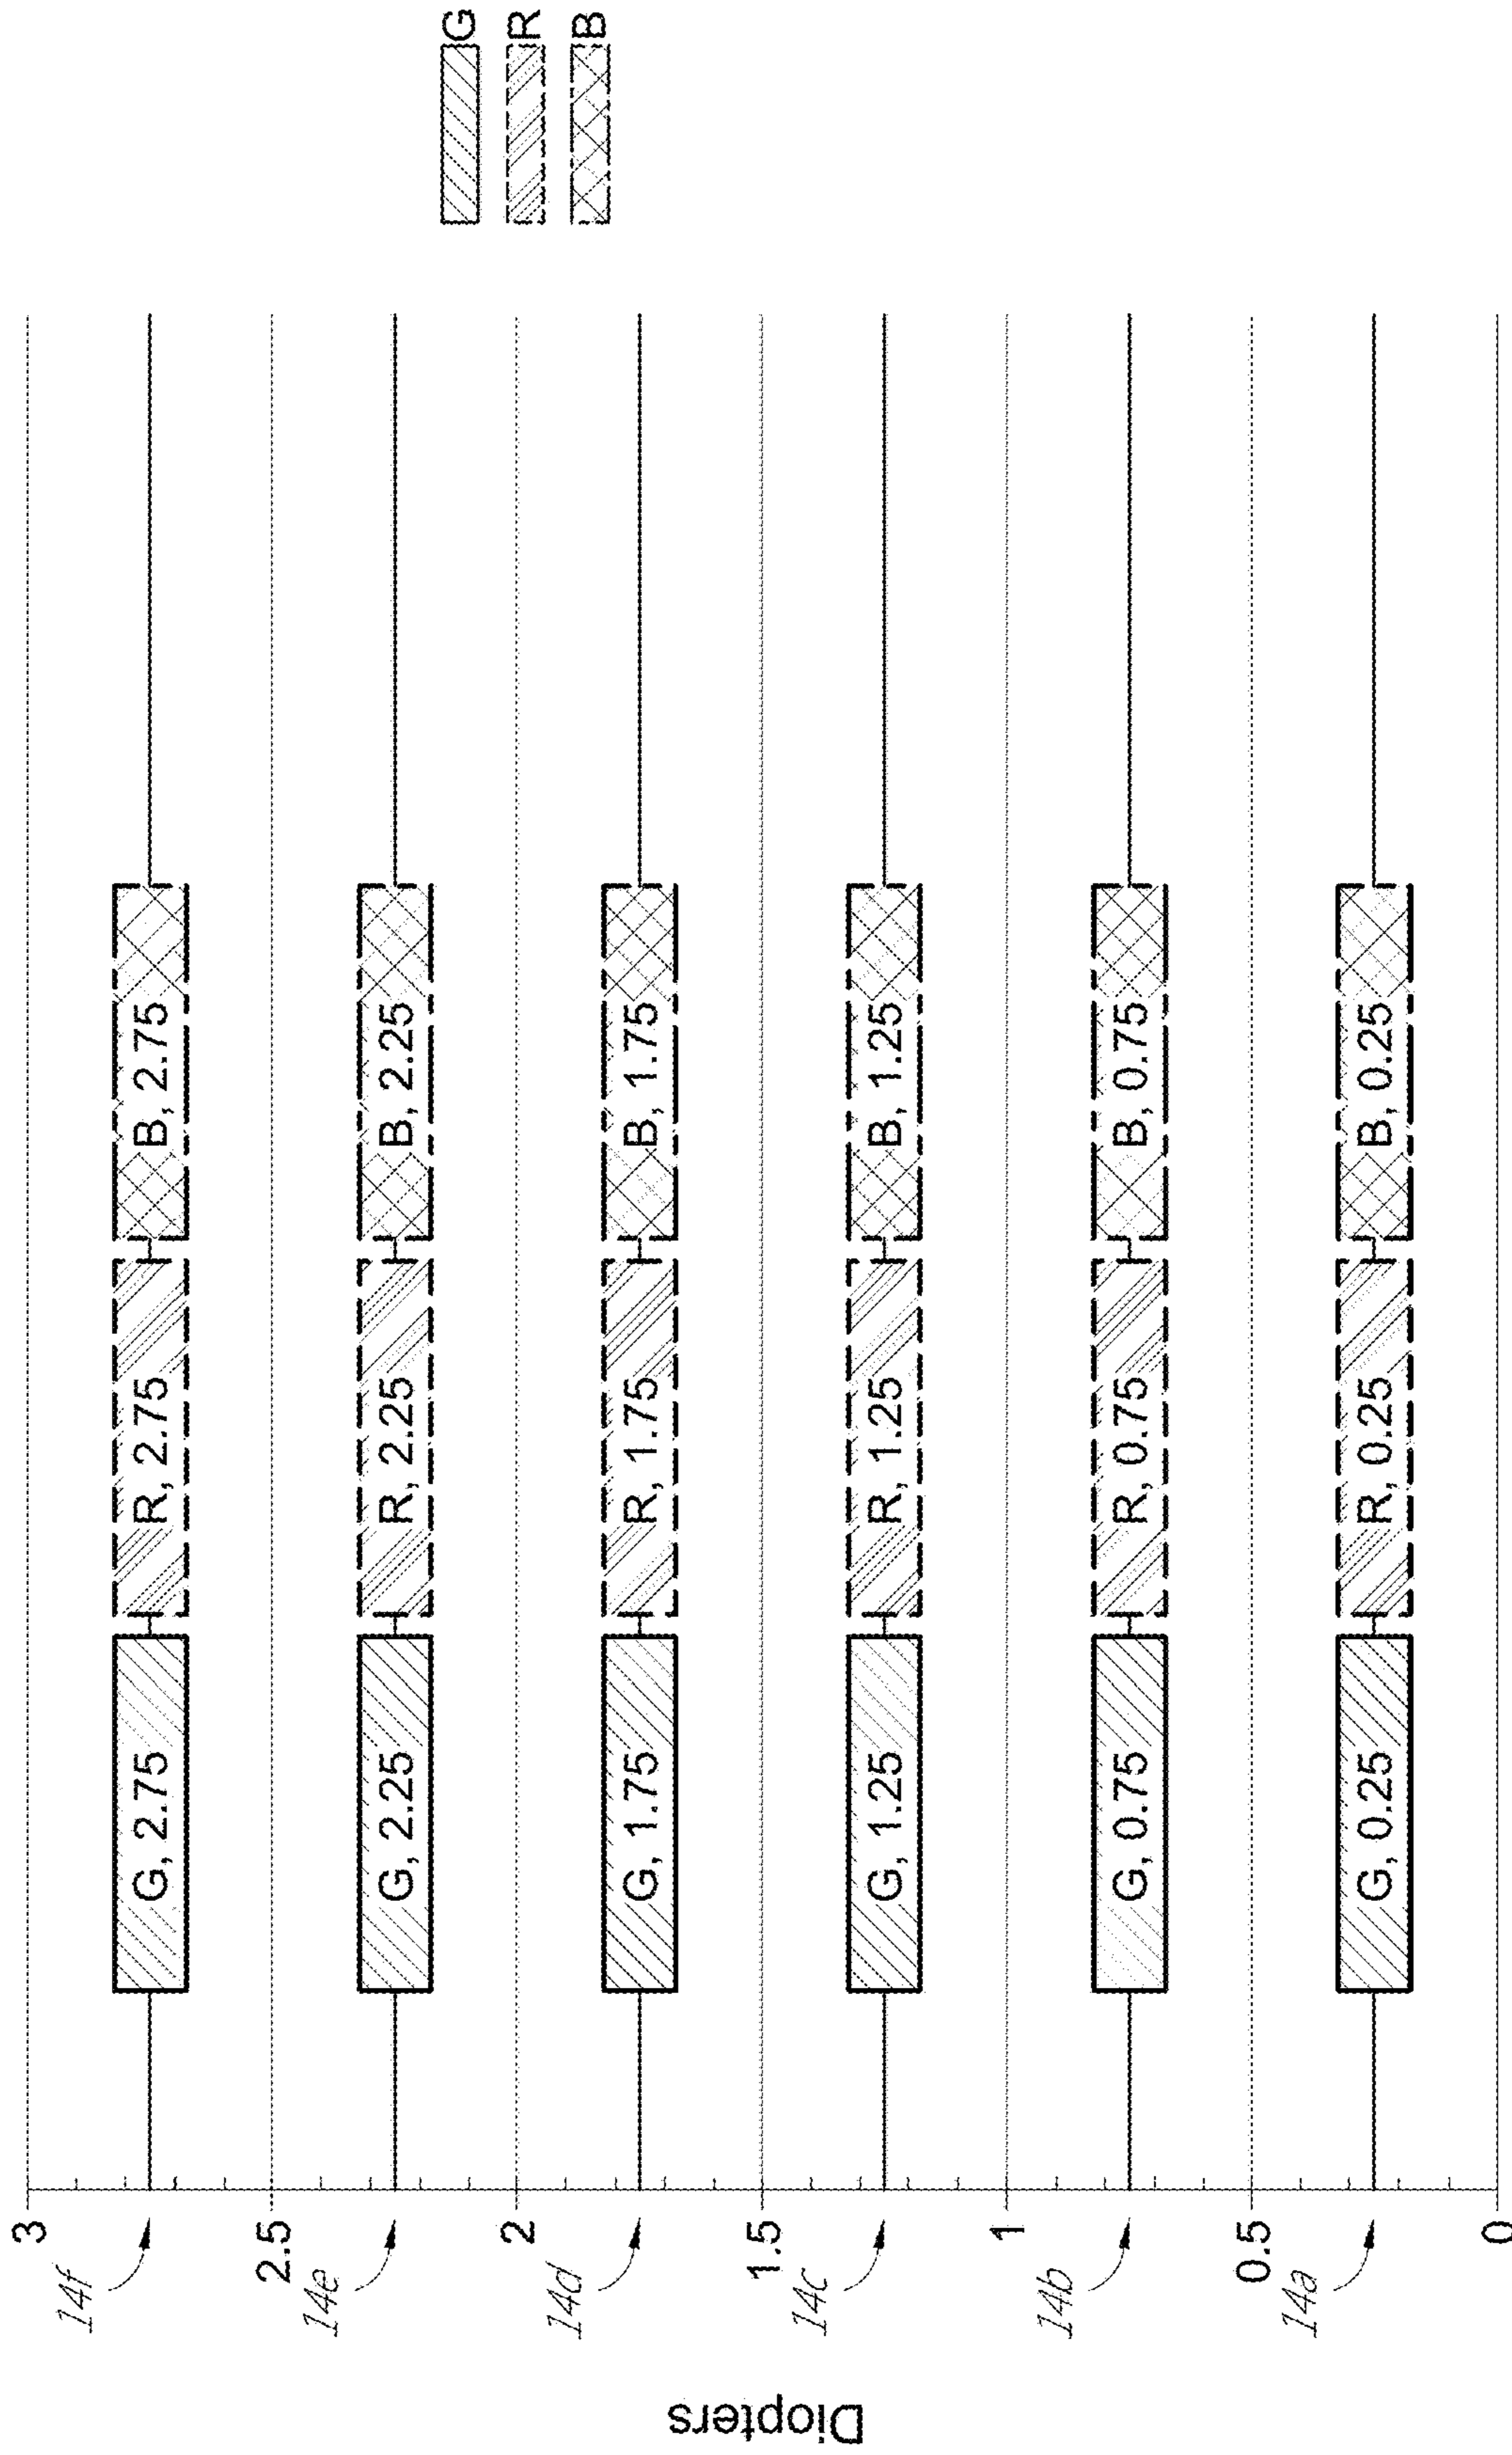 Diopters
3
14f
G, 2.75 R, 2.75 B, 2.75
2.5
14e
G, 2.25 R, 2.25 B, 2.25
2
14d
G, 1.75 R, 1.75 B, 1.75
1.5
14c
G, 1.25 R, 1.25 B, 1.25
1
14b
G, 0.75 R, 0.75 B, 0.75
0.5
14a
G, 0.25 R, 0.25 B, 0.25
0
G
R
B